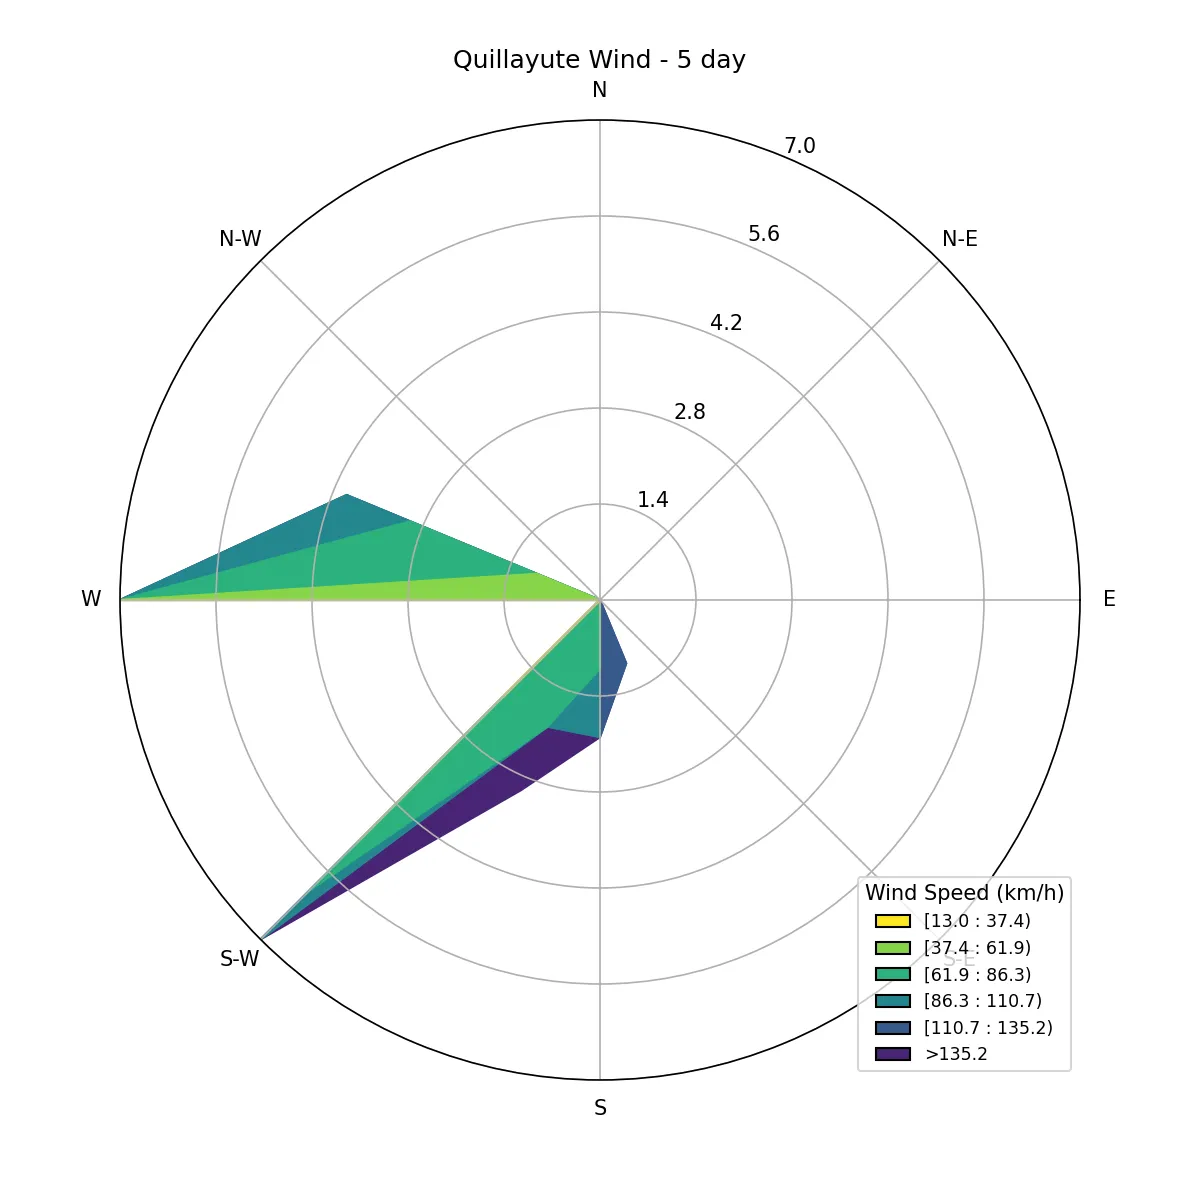 Quillayute Wind - 5 day
N
7.0
N-W
5.6
N-E
4.2
2.8
1.4
W
E
S-W
S-E
S
Wind Speed (km/h)
[13.0 : 37.4)
[37.4 : 61.9)
[61.9 : 86.3)
[86.3 : 110.7)
[110.7 : 135.2)
>135.2